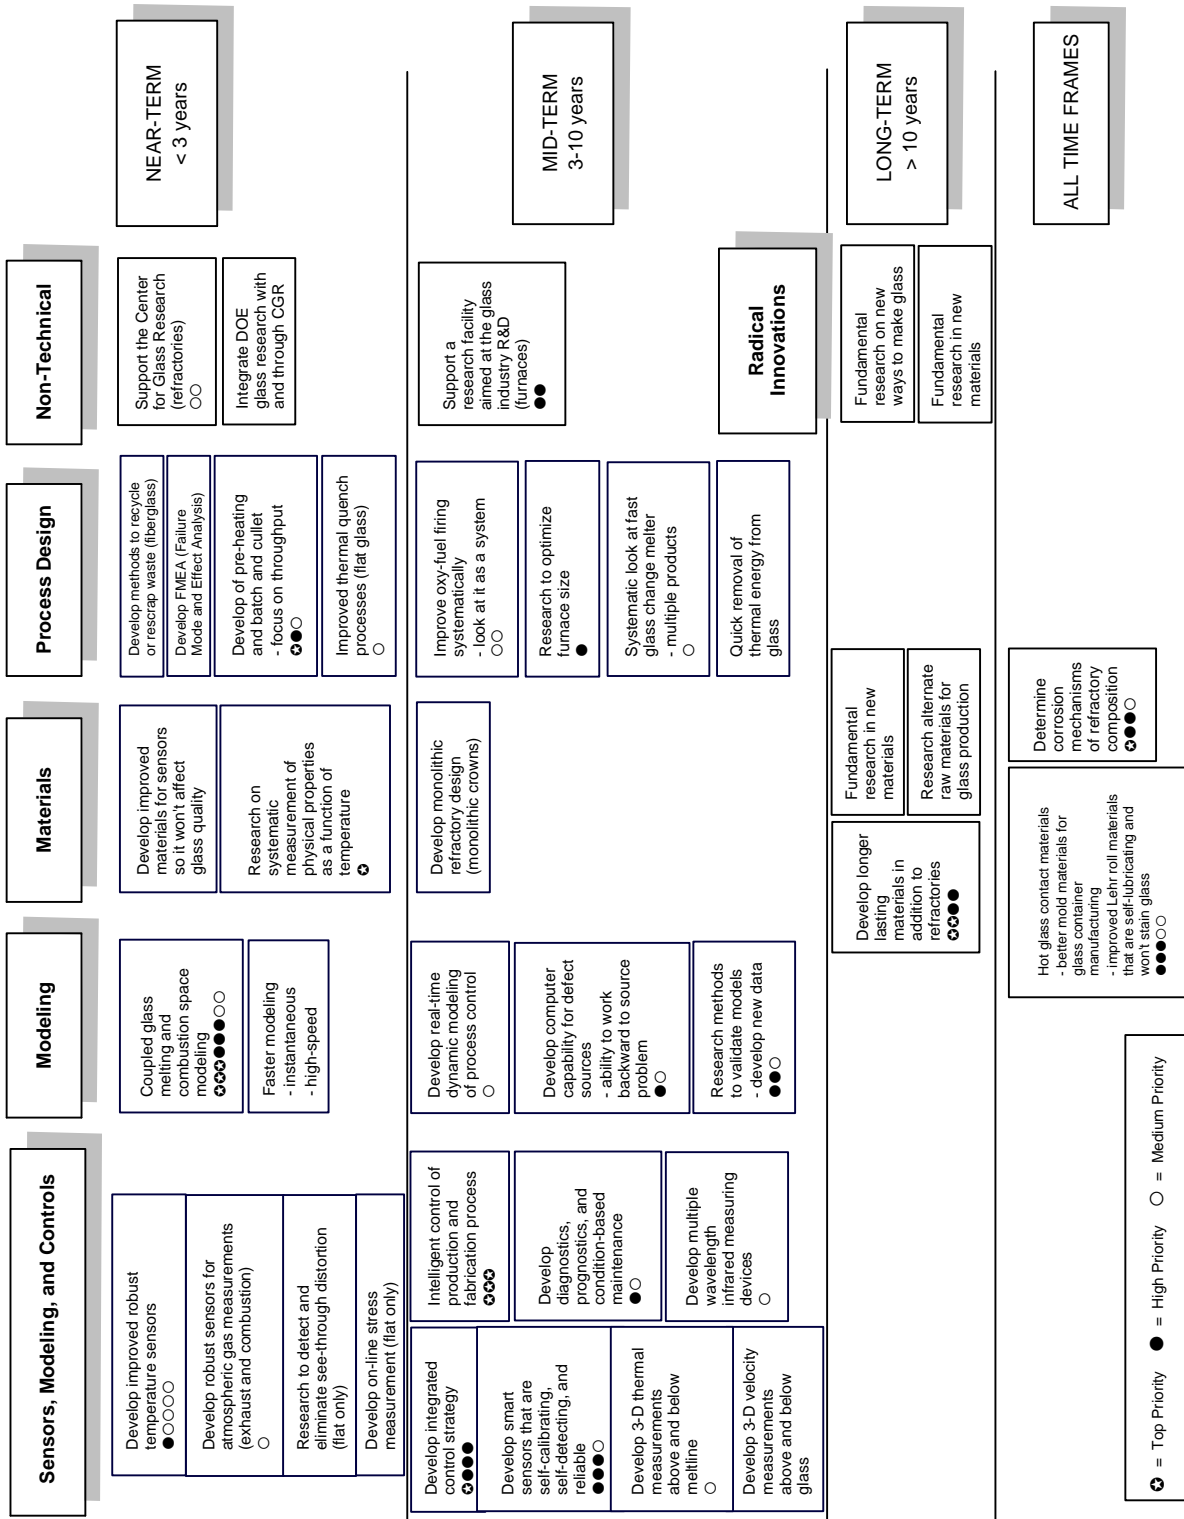 Sensors, Modeling, and Controls
Modeling
Materials
Process Design
Non-Technical
NEAR-TERM
< 3 years
Develop improved robust
temperature sensors
●○○○○
Develop robust sensors for
atmospheric gas measurements
(exhaust and combustion)
○
Research to detect and
eliminate see-through distortion
(flat only)
Develop on-line stress
measurement (flat only)
Coupled glass
melting and
combustion space
modeling
✪✪✪●●●○○
Faster modeling
- instantaneous
- high-speed
Develop improved
materials for sensors
so it won't affect
glass quality
Research on
systematic
measurement of
physical properties
as a function of
temperature
✪
Develop methods to recycle
or rescrap waste (fiberglass)
Develop FMEA (Failure
Mode and Effect Analysis)
Develop of pre-heating
and batch and cullet
- focus on throughput
✪●○
Improved thermal quench
processes (flat glass)
○
Support the Center
for Glass Research
(refractories)
○○
Integrate DOE
glass research with
and through CGR
MID-TERM
3-10 years
Develop integrated
control strategy
✪●●●
Develop smart
sensors that are
self-calibrating,
self-detecting, and
reliable
●●●○
Develop 3-D thermal
measurements
above and below
meltline
○
Develop 3-D velocity
measurements
above and below
glass
Intelligent control of
production and
fabrication process
✪✪✪
Develop
diagnostics,
prognostics, and
condition-based
maintenance
●○
Develop multiple
wavelength
infrared measuring
devices
○
Develop real-time
dynamic modeling
of process control
○
Develop computer
capability for defect
sources
- ability to work
backward to source
problem
●○
Research methods
to validate models
- develop new data
●●○
Develop monolithic
refractory design
(monolithic crowns)
Improve oxy-fuel firing
systematically
- look at it as a system
○○
Research to optimize
furnace size
●
Systematic look at fast
glass change melter
- multiple products
○
Quick removal of
thermal energy from
glass
Support a
research facility
aimed at the glass
industry R&D
(furnaces)
●●
Radical
Innovations
LONG-TERM
> 10 years
Develop longer
lasting
materials in
addition to
refractories
✪✪●●
Fundamental
research in new
materials
Research alternate
raw materials for
glass production
Fundamental
research on new
ways to make glass
Fundamental
research in new
materials
ALL TIME FRAMES
Hot glass contact materials
- better mold materials for
glass container
manufacturing
- improved Lehr roll materials
that are self-lubricating and
won't stain glass
●●●○○
Determine
corrosion
mechanisms
of refractory
composition
✪●●○
✪ = Top Priority ● = High Priority ○ = Medium Priority